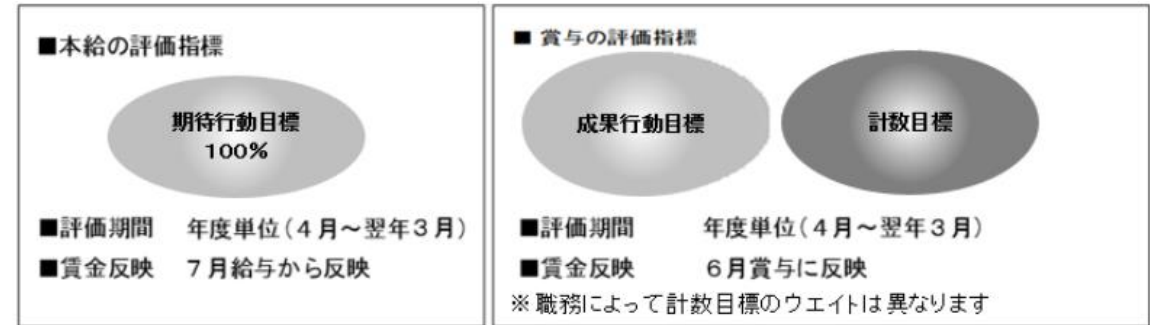 ■本給の評価指標
期待行動目標
100%
■評価期間 年度単位(4月~翌年3月)
■賃金反映 7月給与から反映
■ 賞与の評価指標
成果行動目標
計数目標
■評価期間 年度単位(4月~翌年3月)
■賃金反映 6月賞与に反映
※職務によって計数目標のウエイトは異なります